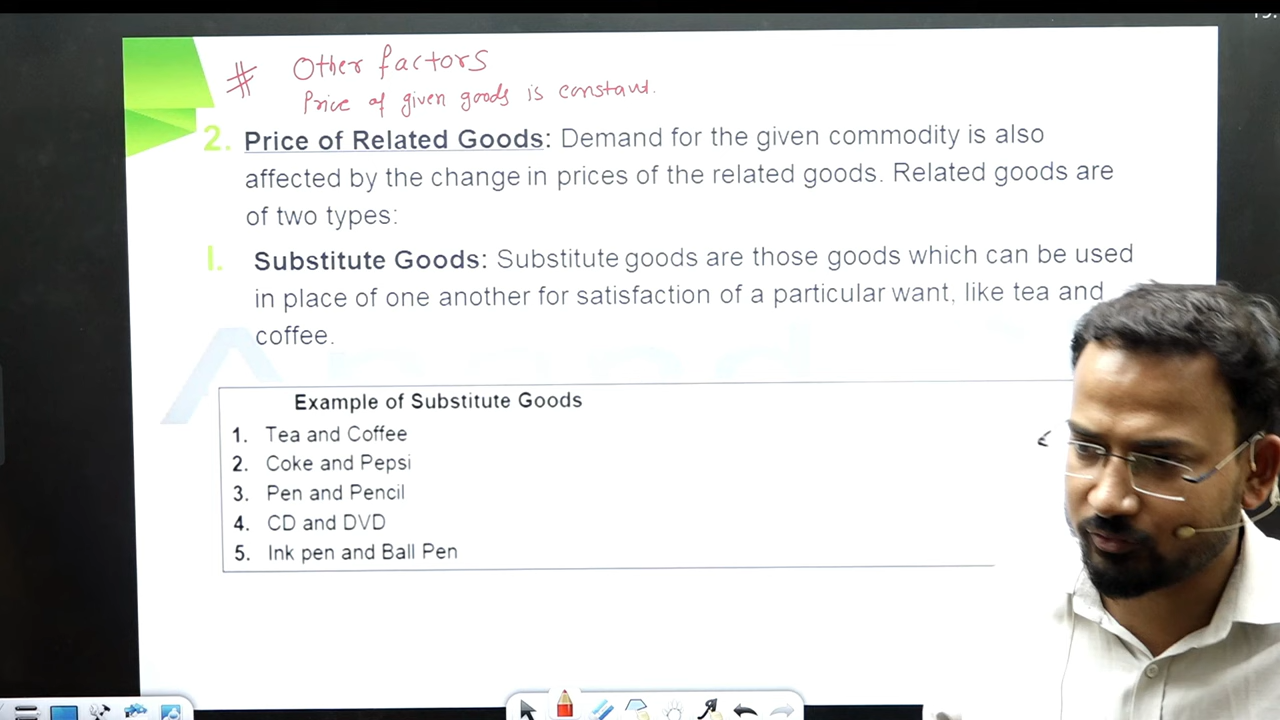 # Other factors
Price of given goods is constant.
2. Price of Related Goods: Demand for the given commodity is also
affected by the change in prices of the related goods. Related goods are
of two types:
1. Substitute Goods: Substitute goods are those goods which can be used
in place of one another for satisfaction of a particular want, like tea and
coffee.
Example of Substitute Goods
1. Tea and Coffee
2. Coke and Pepsi
3. Pen and Pencil
4. CD and DVD
5. Ink pen and Ball Pen